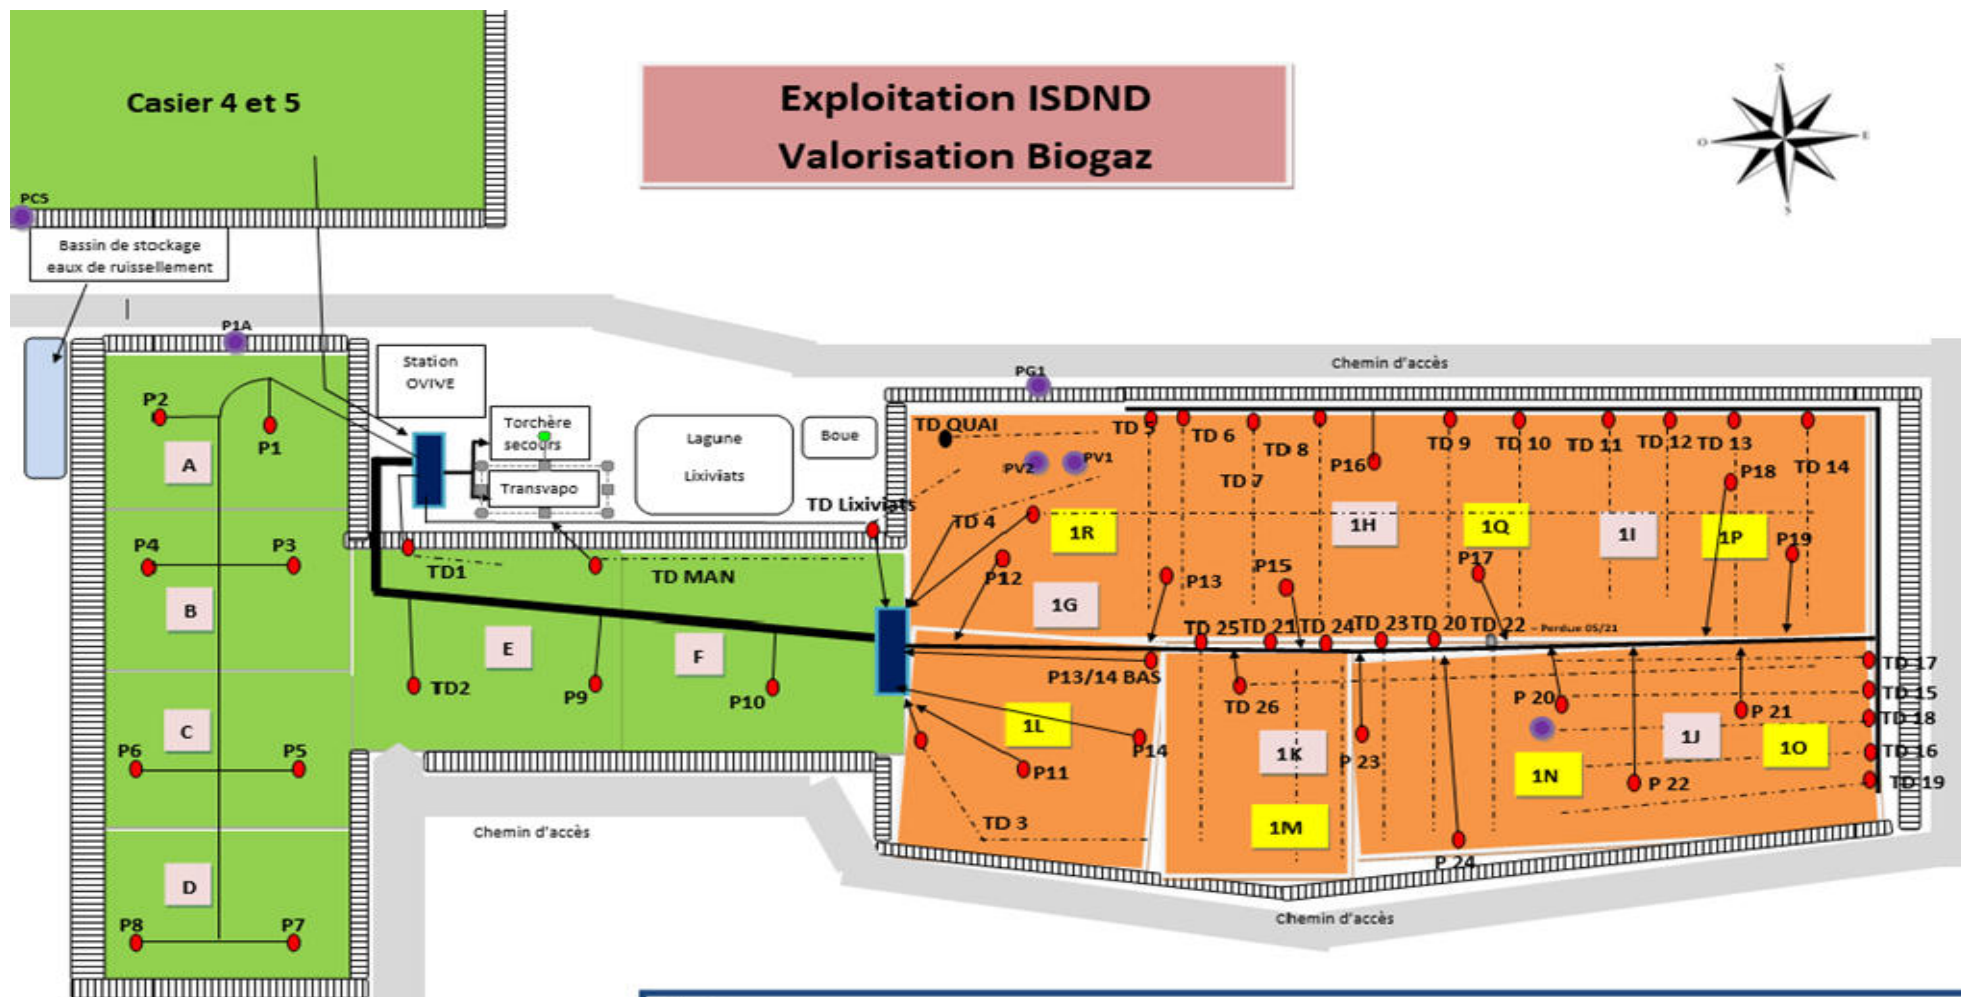 Casier 4 et 5
Exploitation ISDND
Valorisation Biogaz
N
O
E
S
PC5
Bassin de stockage
eaux de ruissellement
P1A
Station
OVIVE
Torchère
secours
Transvapo
Lagune
Lixiviats
Boue
PG1
Chemin d'accès
P2
P1
A
P4
P3
B
P6
P5
C
P8
P7
D
TD1
TD MAN
TD2
E
P9
F
P10
TD Lixiviats
TD QUAI
TD 5
TD 6
TD 7
TD 8
P16
TD 9
TD 10
TD 11
TD 12
TD 13
TD 14
PV2
PV1
P18
TD 4
1R
1H
1Q
1I
1P
P19
P12
P13
P15
P17
1G
TD 25
TD 21
TD 24
TD 23
TD 20
TD 22
– Perdue 05/21
P13/14 BAS
TD 26
P 20
P 21
TD 17
TD 15
TD 18
TD 16
TD 19
1L
P14
P11
1K
P 23
1J
1O
1N
P 22
TD 3
1M
P 24
Chemin d'accès
Chemin d'accès